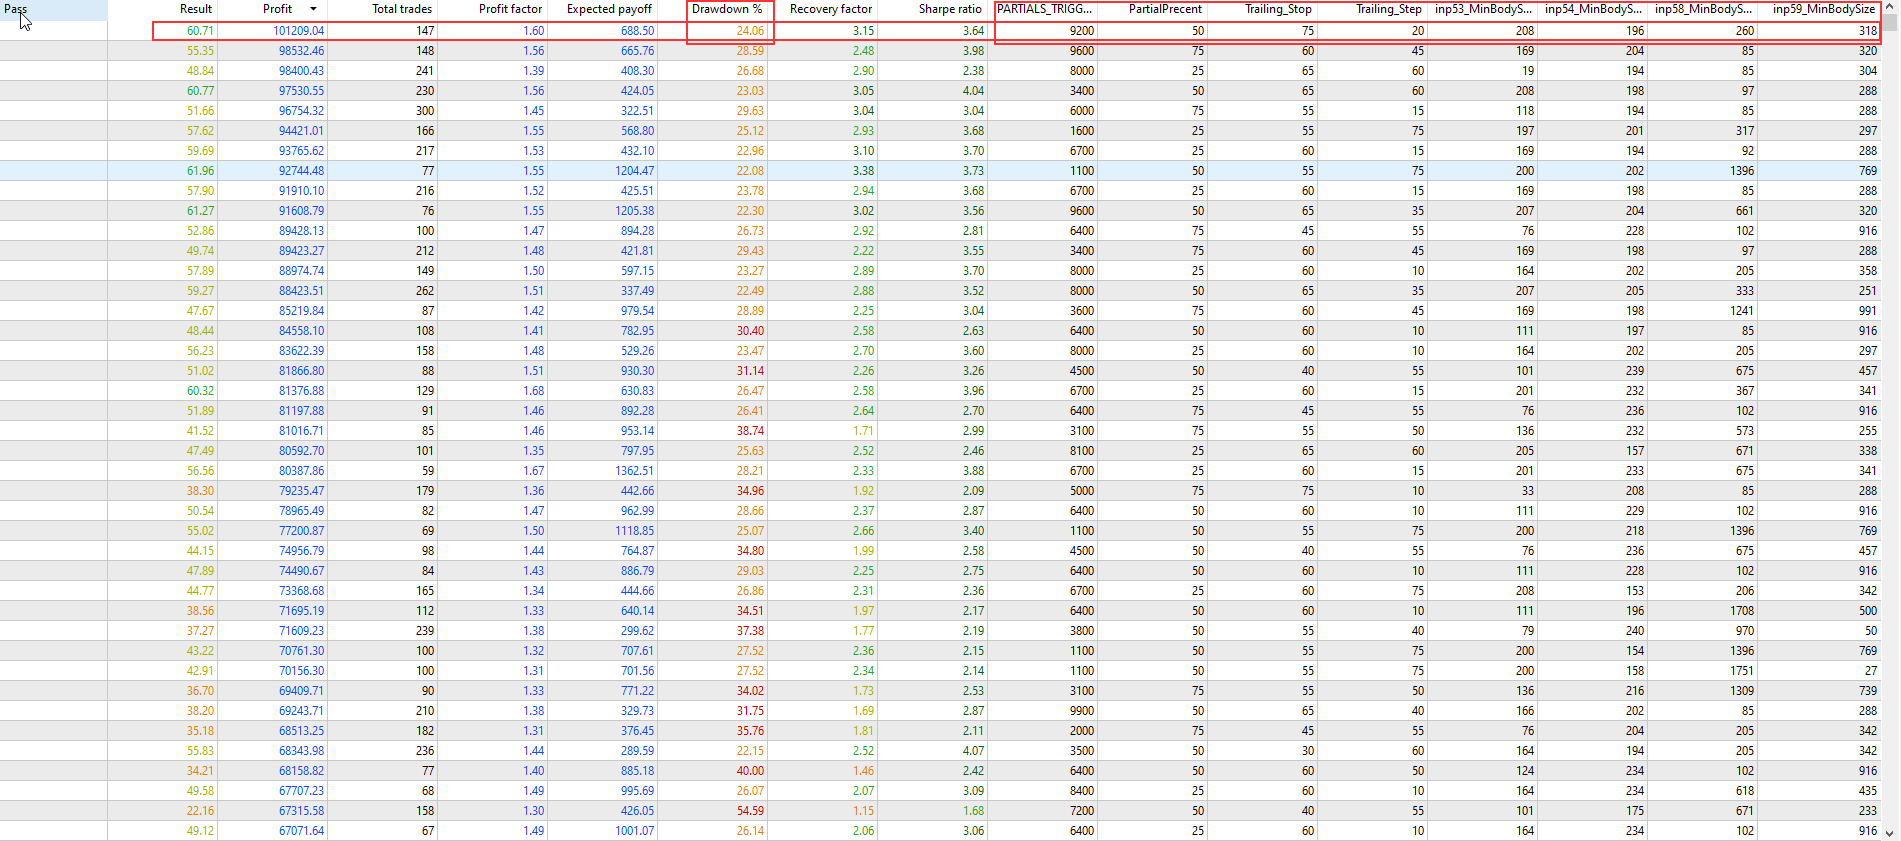 Pass Result Profit Total trades Profit factor Expected payoff Drawdown % Recovery factor Sharpe ratio PARTIALS_TRIGG... PartialPrecent Trailing_Stop Trailing_Step inp53_MinBodyS... inp54_MinBodyS... inp58_MinBodyS... inp59_MinBodySize
60.71 101209.04 147 1.60 688.50 24.06 3.15 3.64 9200 50 75 20 208 196 260 318
55.35 98532.46 148 1.56 665.76 28.59 2.48 3.98 9600 75 60 45 169 204 85 320
48.84 98400.43 241 1.39 408.30 26.68 2.90 2.38 8000 25 65 60 19 194 85 304
60.77 97530.55 230 1.56 424.05 23.03 3.05 4.04 3400 50 65 60 208 198 97 288
51.66 96754.32 300 1.45 322.51 29.63 3.04 3.04 6000 75 55 15 118 194 85 288
57.62 94421.01 166 1.55 568.80 25.12 2.93 3.68 1600 25 55 75 197 201 317 297
59.69 93765.62 217 1.53 432.10 22.96 3.10 3.70 6700 25 60 15 169 194 92 288
61.96 92744.48 77 1.55 1204.47 22.08 3.38 3.73 1100 50 55 75 200 202 1396 769
57.90 91910.10 216 1.52 425.51 23.78 2.94 3.68 6700 25 60 15 169 198 85 288
61.27 91608.79 76 1.55 1205.38 22.30 3.02 3.56 9600 50 65 35 207 204 661 320
52.86 89428.13 100 1.47 894.28 26.73 2.92 2.81 6400 75 45 55 76 228 102 916
49.74 89423.27 212 1.48 421.81 29.43 2.22 3.55 3400 75 60 45 169 198 97 288
57.89 88974.74 149 1.50 597.15 23.27 2.89 3.70 8000 25 60 10 164 202 205 358
59.27 88423.51 262 1.51 337.49 22.49 2.88 3.52 8000 50 65 35 207 205 333 251
47.67 85219.84 87 1.42 979.54 28.89 2.25 3.04 3600 75 60 45 169 198 1241 991
48.44 84558.10 108 1.41 782.95 30.40 2.58 2.63 6400 50 60 10 111 197 85 916
56.23 83622.39 158 1.48 529.26 23.47 2.70 3.60 8000 25 60 10 164 202 205 297
51.02 81866.80 88 1.51 930.30 31.14 2.26 3.26 4500 50 40 55 101 239 675 457
60.32 81376.88 129 1.68 630.83 26.47 2.58 3.96 6700 25 60 15 201 232 367 341
51.89 81197.88 91 1.46 892.28 26.41 2.64 2.70 6400 75 45 55 76 236 102 916
41.52 81016.71 85 1.46 953.14 38.74 1.71 2.99 3100 75 55 50 136 232 573 255
47.49 80592.70 101 1.35 797.95 25.63 2.52 2.46 8100 25 65 60 205 157 671 338
56.56 80387.86 59 1.67 1362.51 28.21 2.33 3.88 6700 25 60 15 201 233 675 341
38.30 79235.47 179 1.36 442.66 34.96 1.92 2.09 5000 75 75 10 33 208 85 288
50.54 78965.49 82 1.47 962.99 28.66 2.37 2.87 6400 50 60 10 111 229 102 916
55.02 77200.87 69 1.50 1118.85 25.07 2.66 3.40 1100 50 55 75 200 218 1396 769
44.15 74956.79 98 1.44 764.87 34.80 1.99 2.58 4500 50 40 55 76 236 675 457
47.89 74490.67 84 1.43 886.79 29.03 2.25 2.75 6400 50 60 10 111 228 102 916
44.77 73368.68 165 1.34 444.66 26.86 2.31 2.36 6700 25 60 75 208 153 206 342
38.56 71695.19 112 1.33 640.14 34.51 1.97 2.17 6400 50 60 10 111 196 1708 500
37.27 71609.23 239 1.38 299.62 37.38 1.77 2.19 3800 50 55 40 79 240 970 50
43.22 70761.30 100 1.32 707.61 27.52 2.36 2.15 1100 50 55 75 200 154 1396 769
42.91 70156.30 100 1.31 701.56 27.52 2.34 2.14 1100 50 55 75 200 158 1751 27
36.70 69409.71 90 1.33 771.22 34.02 1.73 2.53 3100 75 55 50 136 216 1309 739
38.20 69243.71 210 1.38 329.73 31.75 1.69 2.87 9900 50 65 40 166 202 85 288
35.18 68513.25 182 1.31 376.45 35.76 1.81 2.11 2000 75 45 55 76 204 205 342
55.83 68343.98 236 1.44 289.59 22.15 2.52 4.07 3500 50 30 60 164 194 205 342
34.21 68158.82 77 1.40 885.18 40.00 1.46 2.42 6400 50 60 50 124 234 102 916
49.58 67707.23 68 1.49 995.69 26.07 2.07 3.09 8400 25 60 10 164 234 618 435
22.16 67315.58 158 1.30 426.05 54.59 1.15 1.68 7200 50 40 55 101 175 671 233
49.12 67071.64 67 1.49 1001.07 26.14 2.06 3.06 6400 25 60 10 164 234 102 916